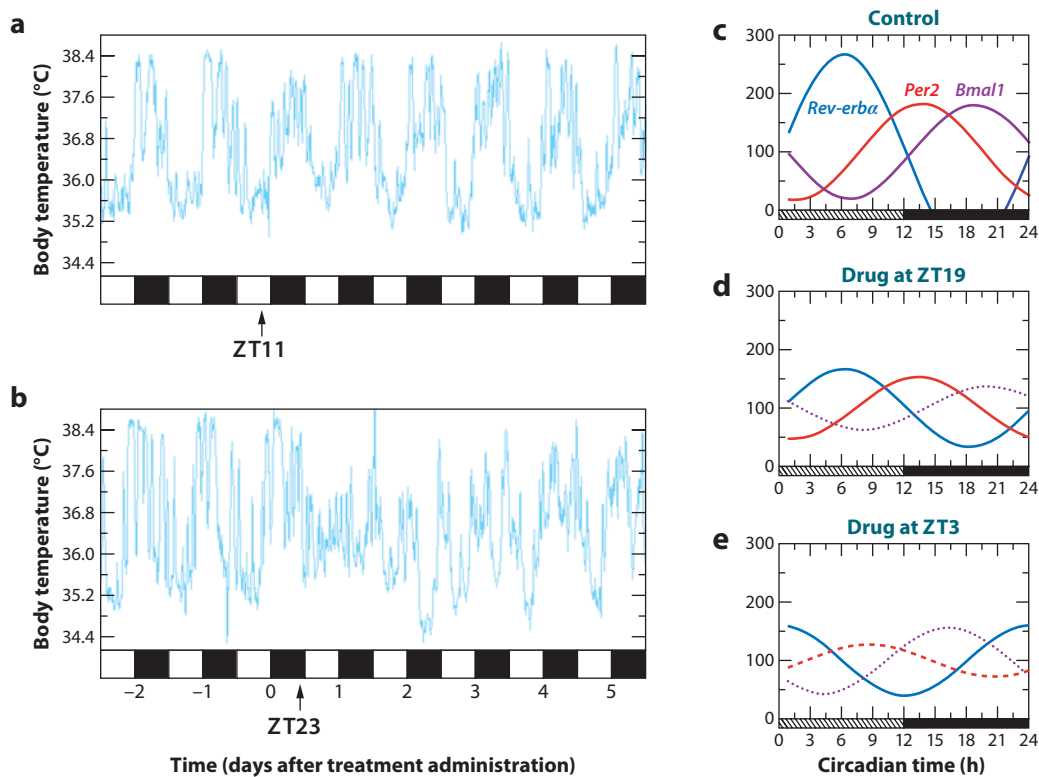 a
Body temperature (°C)
38.4
37.6
36.8
36.0
35.2
34.4
ZT11
b
Body temperature (°C)
38.4
37.6
36.8
36.0
35.2
34.4
–2 –1 0 1 2 3 4 5
ZT23
Time (days after treatment administration)
c
Control
300
200
100
0
Rev-erbα
Per2
Bmal1
0 3 6 9 12 15 18 21 24
d
Drug at ZT19
300
200
100
0
0 3 6 9 12 15 18 21 24
e
Drug at ZT3
300
200
100
0
0 3 6 9 12 15 18 21 24
Circadian time (h)